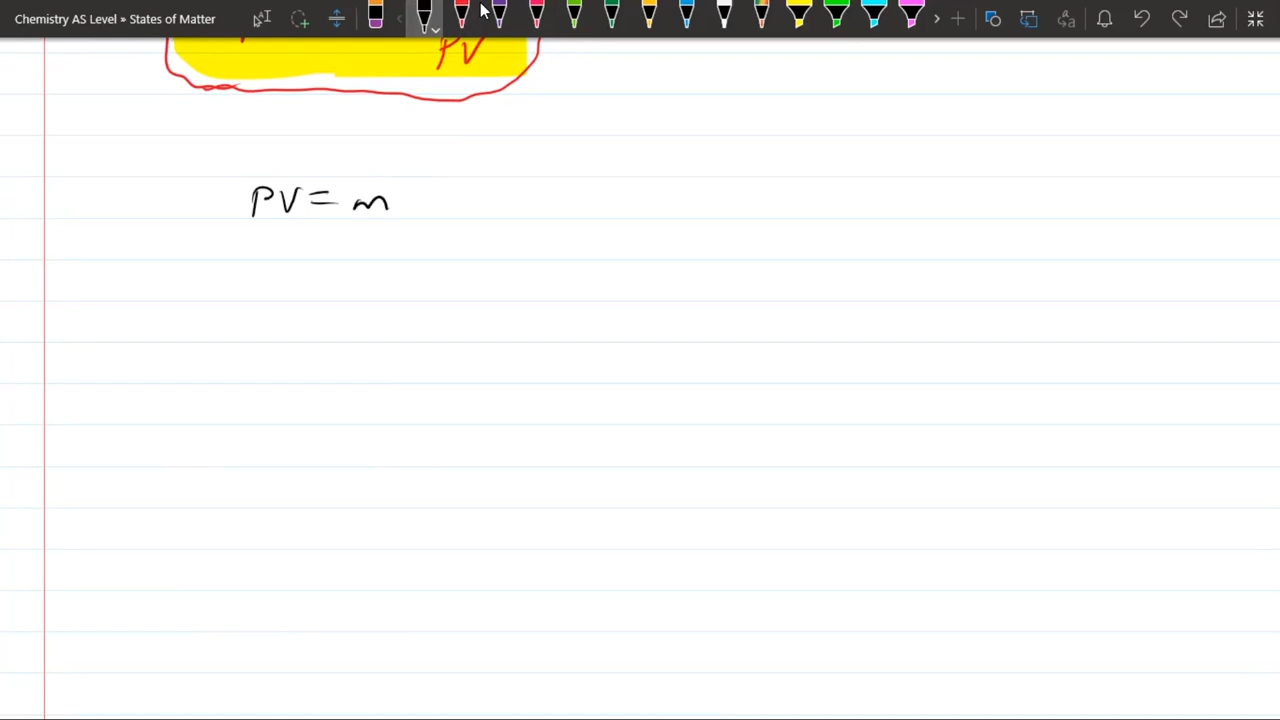 Chemistry AS Level » States of Matter
PV
PV = m